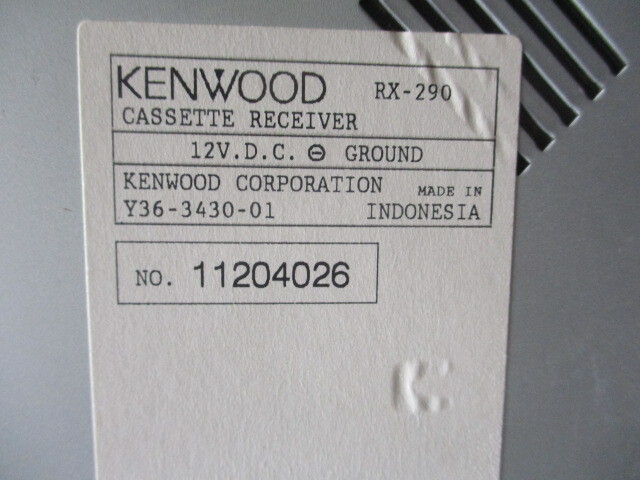 KENWOOD RX-290
CASSETTE RECEIVER
12V.D.C. ⊖ GROUND
KENWOOD CORPORATION MADE IN
Y36-3430-01 INDONESIA
NO. 11204026